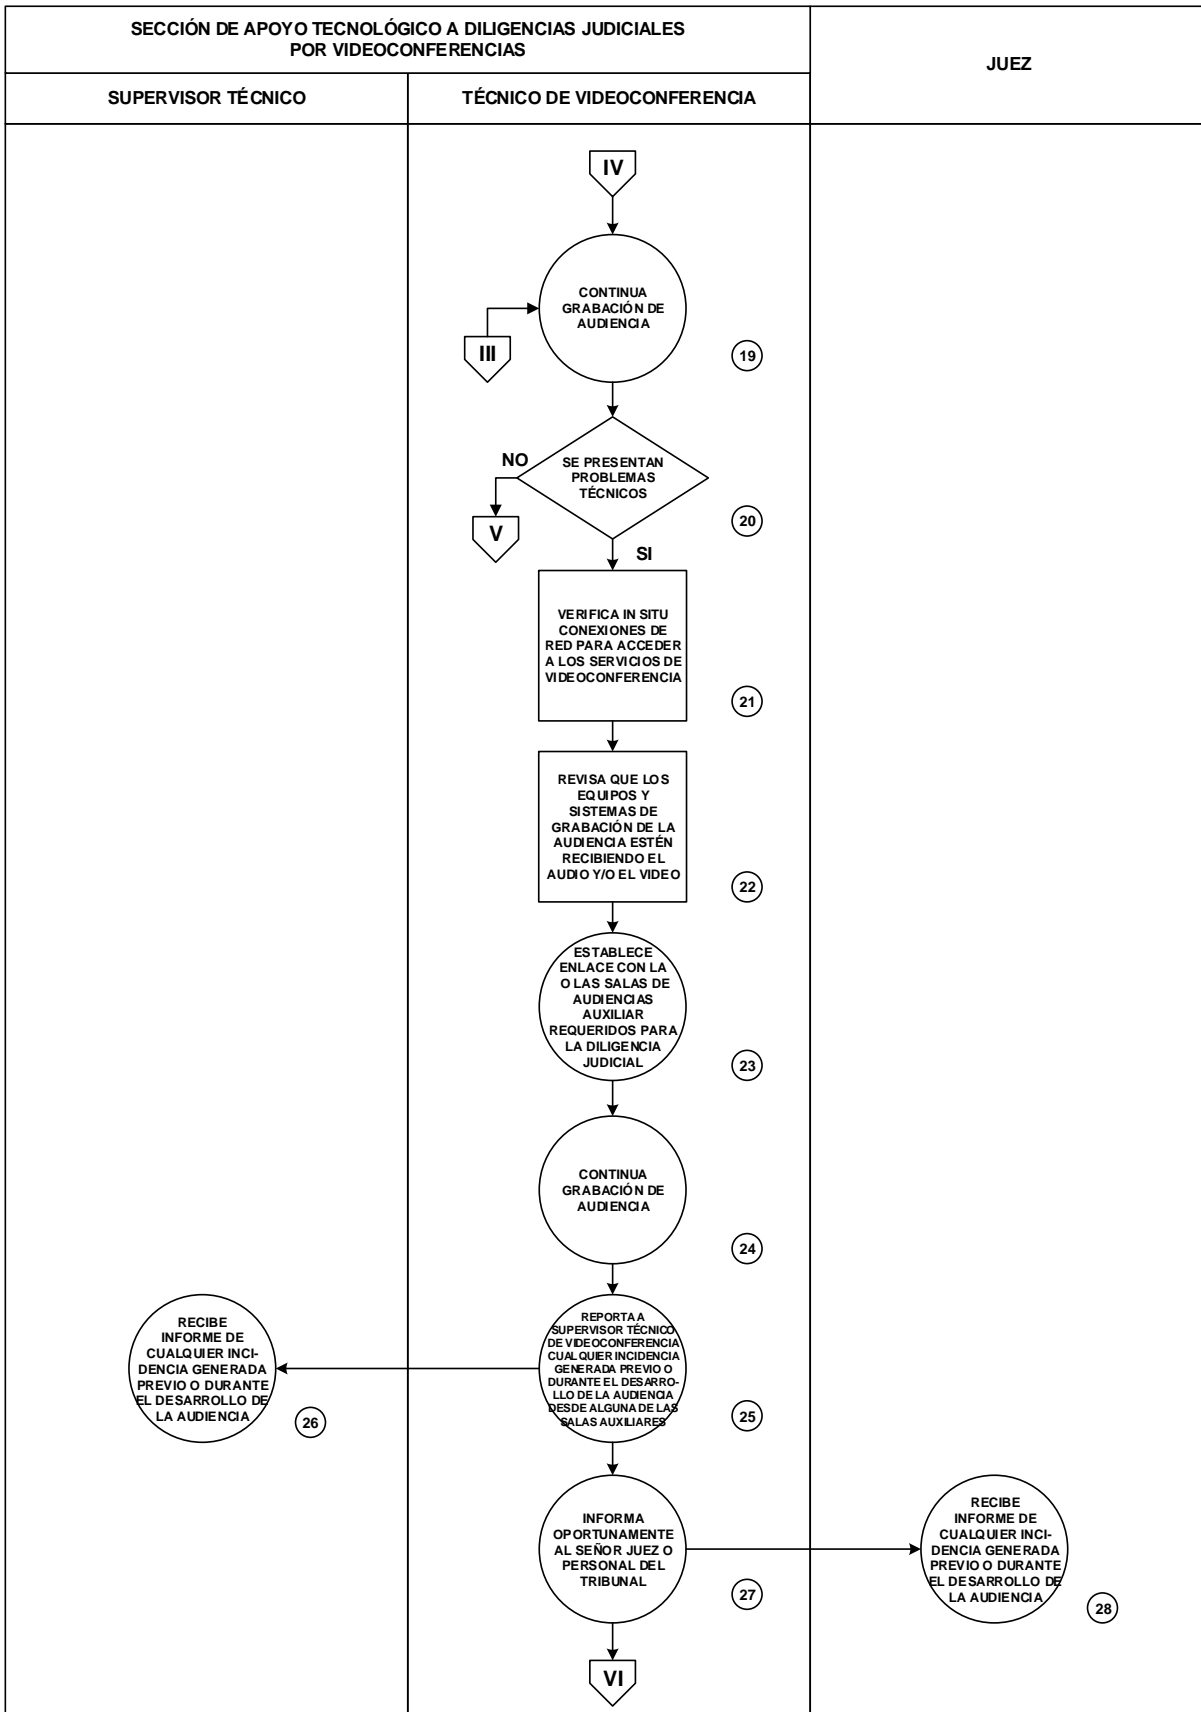 SECCIÓN DE APOYO TECNOLÓGICO A DILIGENCIAS JUDICIALES
POR VIDEOCONFERENCIAS
JUEZ
SUPERVISOR TÉCNICO
TÉCNICO DE VIDEOCONFERENCIA
IV
CONTINUA
GRABACIÓN DE
AUDIENCIA
III
19
NO
SE PRESENTAN
PROBLEMAS
TÉCNICOS
20
V
SI
VERIFICA IN SITU
CONEXIONES DE
RED PARA ACCEDER
A LOS SERVICIOS DE
VIDEOCONFERENCIA
21
REVISA QUE LOS
EQUIPOS Y
SISTEMAS DE
GRABACIÓN DE LA
AUDIENCIA ESTÉN
RECIBIENDO EL
AUDIO Y/O EL VIDEO
22
ESTABLECE
ENLACE CON LA
O LAS SALAS DE
AUDIENCIAS
AUXILIAR
REQUERIDOS PARA
LA DILIGENCIA
JUDICIAL
23
CONTINUA
GRABACIÓN DE
AUDIENCIA
24
REPORTA A
SUPERVISOR TÉCNICO
DE VIDEOCONFERENCIA
CUALQUIER INCIDENCIA
GENERADA PREVIO O
DURANTE EL DESARRO-
LLO DE LA AUDIENCIA
DESDE ALGUNA DE LAS
SALAS AUXILIARES
25
RECIBE
INFORME DE
CUALQUIER INCI-
DENCIA GENERADA
PREVIO O DURANTE
EL DESARROLLO DE
LA AUDIENCIA
26
INFORMA
OPORTUNAMENTE
AL SEÑOR JUEZ O
PERSONAL DEL
TRIBUNAL
27
RECIBE
INFORME DE
CUALQUIER INCI-
DENCIA GENERADA
PREVIO O DURANTE
EL DESARROLLO DE
LA AUDIENCIA
28
VI